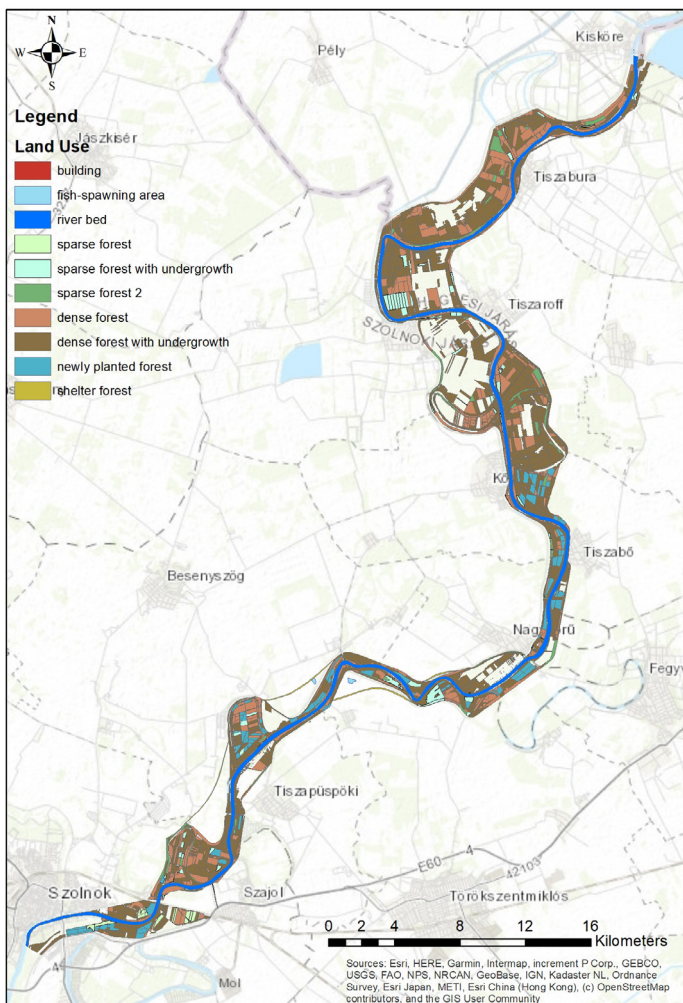 N
W E
S
Kisköre
Pély
Legend
Land Use
Jászkisér
building
fish-spawning area
river bed
sparse forest
sparse forest with undergrowth
sparse forest 2
dense forest
dense forest with undergrowth
newly planted forest
shelter forest
Tiszabura
Tiszaroff
SZOLNOKI JÁRÁS
Tiszabő
Besenyszög
Tiszapüspöki
E60
4
42103
Szolnok
Szajol
Törökszentmiklós
4
0 2 4 8 12 16
Kilometers
Sources: Esri, HERE, Garmin, Intermap, increment P Corp., GEBCO,
USGS, FAO, NPS, NRCAN, GeoBase, IGN, Kadaster NL, Ordnance
Survey, Esri Japan, METI, Esri China (Hong Kong), (c) OpenStreetMap
contributors, and the GIS User Community